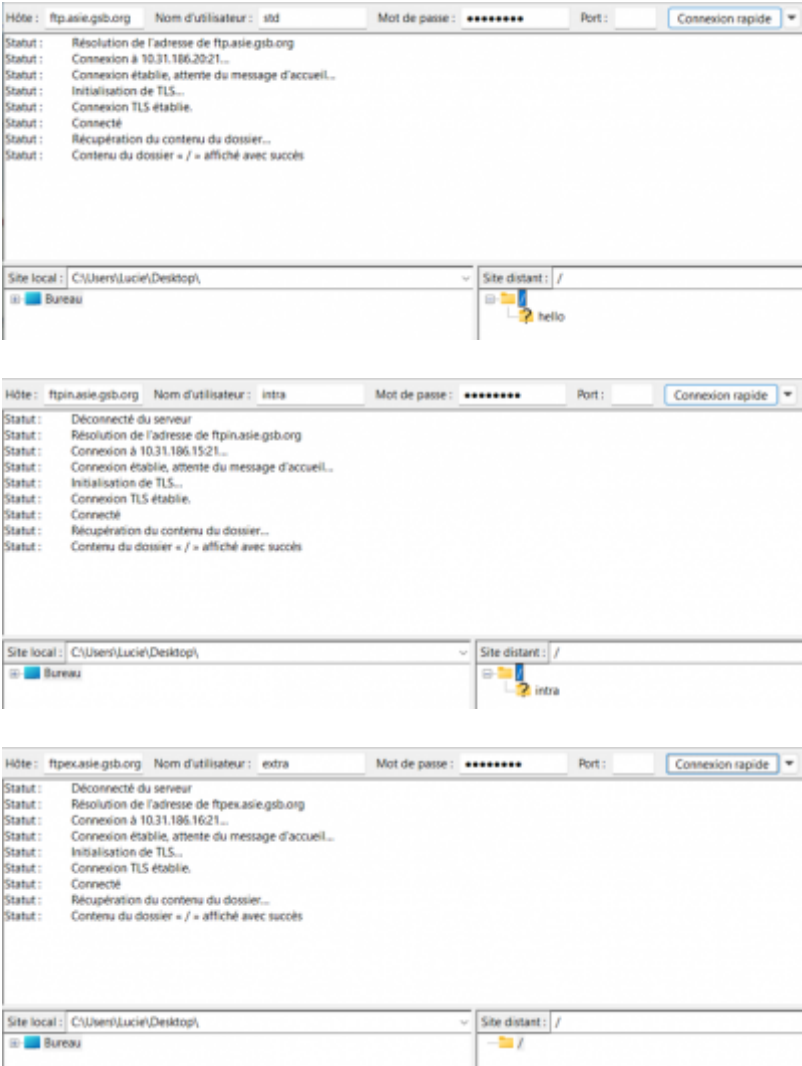 Hôte : ftp.asie.gsb.org Nom d'utilisateur : std Mot de passe : ●●●●●●●● Port : Connexion rapide
Statut : Résolution de l'adresse de ftp.asie.gsb.org
Statut : Connexion à 10.31.186.20:21...
Statut : Connexion établie, attente du message d'accueil...
Statut : Initialisation de TLS...
Statut : Connexion TLS établie.
Statut : Connecté
Statut : Récupération du contenu du dossier...
Statut : Contenu du dossier « / » affiché avec succès
Site local : C:\Users\Lucie\Desktop\ Site distant : /
Bureau /
hello
Hôte : ftpin.asie.gsb.org Nom d'utilisateur : intra Mot de passe : ●●●●●●●● Port : Connexion rapide
Statut : Déconnecté du serveur
Statut : Résolution de l'adresse de ftpin.asie.gsb.org
Statut : Connexion à 10.31.186.15:21...
Statut : Connexion établie, attente du message d'accueil...
Statut : Initialisation de TLS...
Statut : Connexion TLS établie.
Statut : Connecté
Statut : Récupération du contenu du dossier...
Statut : Contenu du dossier « / » affiché avec succès
Site local : C:\Users\Lucie\Desktop\ Site distant : /
Bureau /
intra
Hôte : ftpex.asie.gsb.org Nom d'utilisateur : extra Mot de passe : ●●●●●●●● Port : Connexion rapide
Statut : Déconnecté du serveur
Statut : Résolution de l'adresse de ftpex.asie.gsb.org
Statut : Connexion à 10.31.186.16:21...
Statut : Connexion établie, attente du message d'accueil...
Statut : Initialisation de TLS...
Statut : Connexion TLS établie.
Statut : Connecté
Statut : Récupération du contenu du dossier...
Statut : Contenu du dossier « / » affiché avec succès
Site local : C:\Users\Lucie\Desktop\ Site distant : /
Bureau /